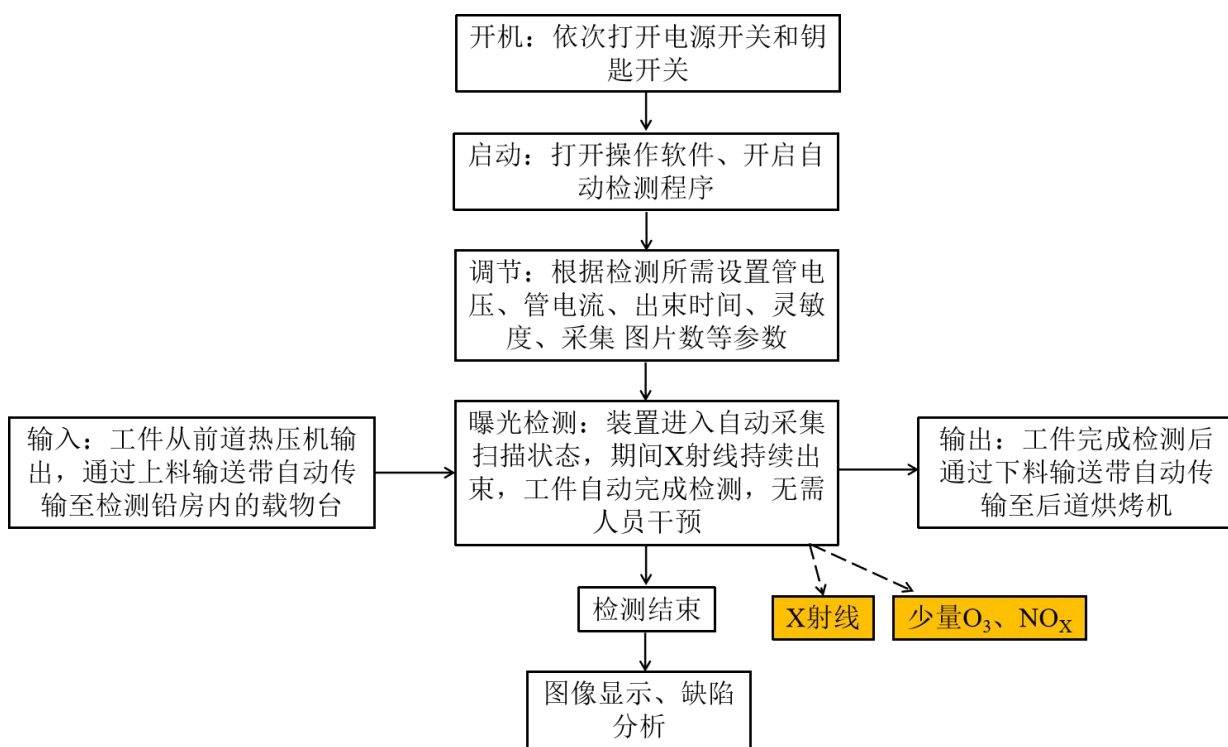 开机：依次打开电源开关和钥
匙开关
启动：打开操作软件、开启自
动检测程序
调节：根据检测所需设置管电
压、管电流、出束时间、灵敏
度、采集 图片数等参数
输入：工件从前道热压机输
出，通过上料输送带自动传
输至检测铅房内的载物台
曝光检测：装置进入自动采集
扫描状态，期间X射线持续出
束，工件自动完成检测，无需
人员干预
输出：工件完成检测后
通过下料输送带自动传
输至后道烘烤机
检测结束
X射线
少量O₃、NOX
图像显示、缺陷
分析